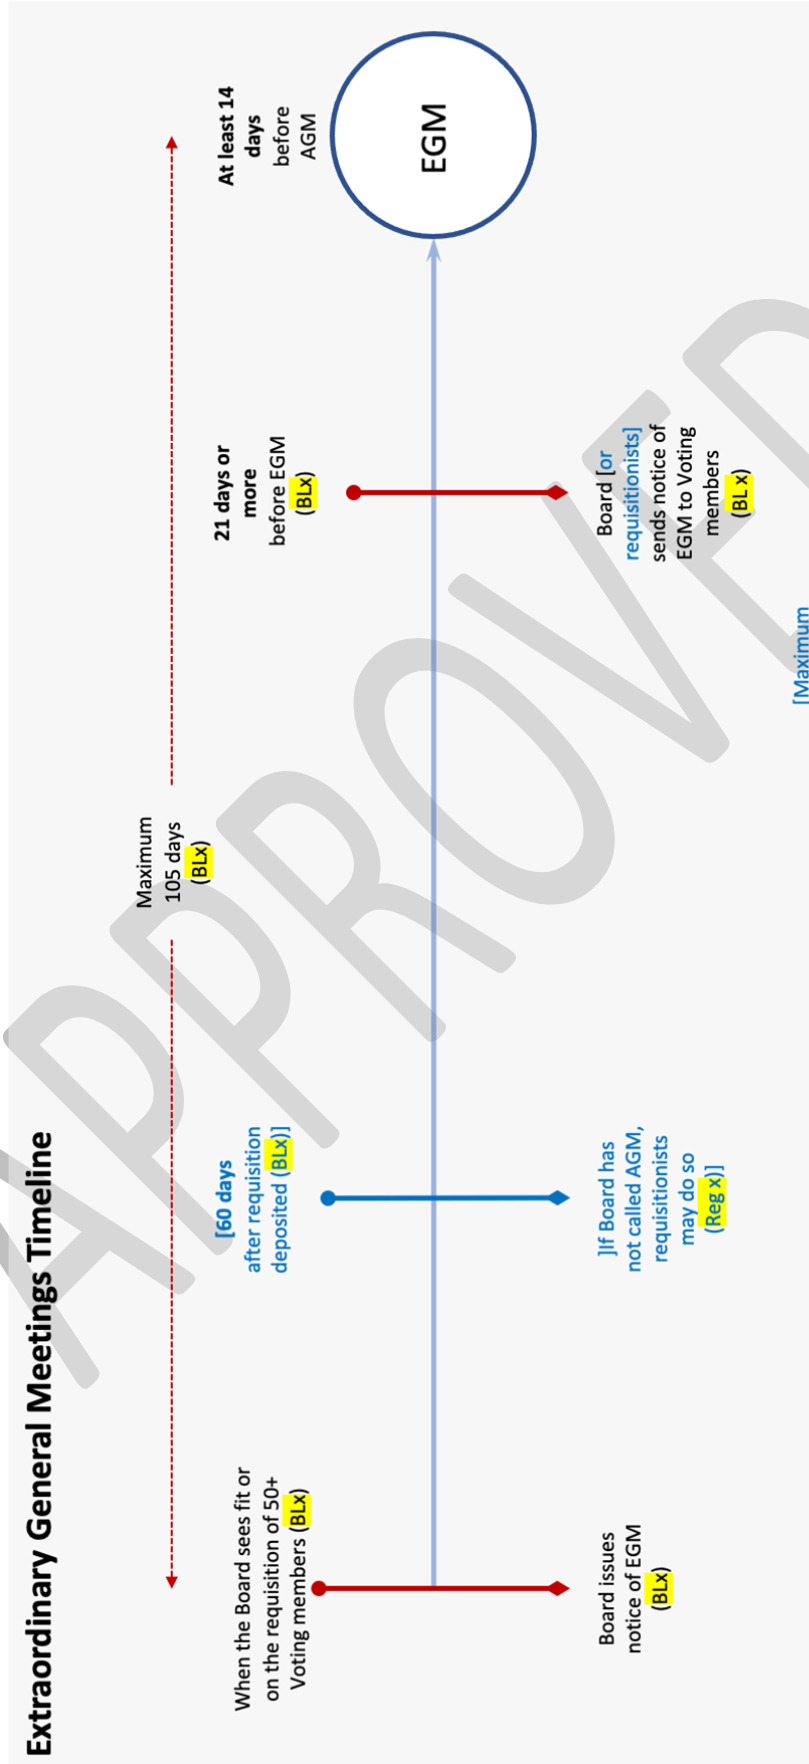 Extraordinary General Meetings Timeline
Maximum
105 days
(BLx)
When the Board sees fit or
on the requisition of 50+
Voting members (BLx)
[60 days
after requisition
deposited (BLx)]
21 days or
more
before EGM
(BLx)
At least 14
days
before
AGM
EGM
Board issues
notice of EGM
(BLx)
]If Board has
not called AGM,
requisitionists
may do so
(Reg x)]
Board [or
requisitionists]
sends notice of
EGM to Voting
members
(BL x)
[Maximum
APPROVED